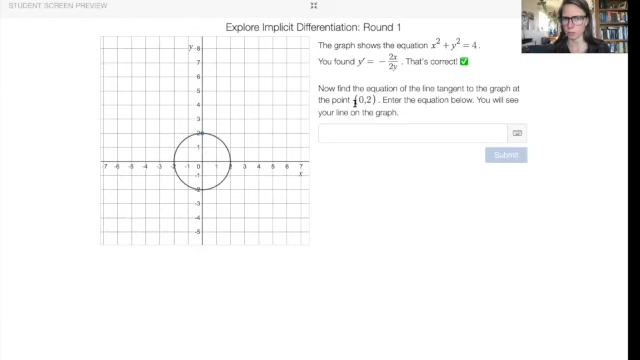 STUDENT SCREEN PREVIEW
Explore Implicit Differentiation: Round 1
The graph shows the equation x² + y² = 4 .
You found y′ = − 2x/2y . That's correct! ✅
Now find the equation of the line tangent to the graph at
the point (0,2) . Enter the equation below. You will see
your line on the graph.
Submit
y
8
7
6
5
4
3
2
1
-7 -6 -5 -4 -3 -2 -1 0 1 2 3 4 5 6 7
x
-1
-2
-3
-4
-5